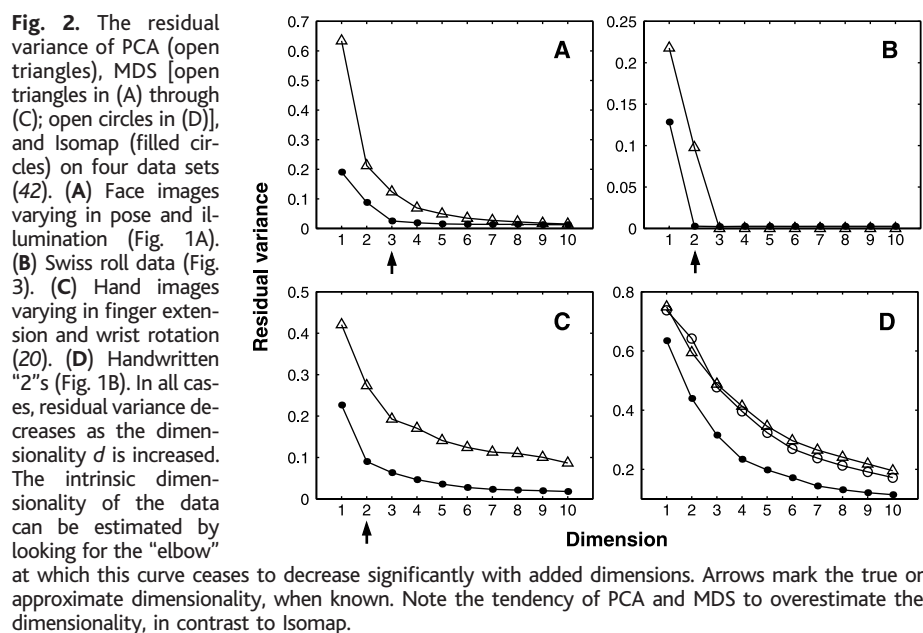 Fig. 2. The residual
variance of PCA (open
triangles), MDS [open
triangles in (A) through
(C); open circles in (D)],
and Isomap (filled cir-
cles) on four data sets
(42). (A) Face images
varying in pose and il-
lumination (Fig. 1A).
(B) Swiss roll data (Fig.
3). (C) Hand images
varying in finger exten-
sion and wrist rotation
(20). (D) Handwritten
"2"s (Fig. 1B). In all cas-
es, residual variance de-
creases as the dimen-
sionality d is increased.
The intrinsic dimen-
sionality of the data
can be estimated by
looking for the "elbow"
at which this curve ceases to decrease significantly with added dimensions. Arrows mark the true or
approximate dimensionality, when known. Note the tendency of PCA and MDS to overestimate the
dimensionality, in contrast to Isomap.
Residual variance
A
0.7
0.6
0.5
0.4
0.3
0.2
0.1
0
1 2 3 4 5 6 7 8 9 10
B
0.25
0.2
0.15
0.1
0.05
0
1 2 3 4 5 6 7 8 9 10
C
0.5
0.4
0.3
0.2
0.1
0
1 2 3 4 5 6 7 8 9 10
D
0.8
0.6
0.4
0.2
1 2 3 4 5 6 7 8 9 10
Dimension